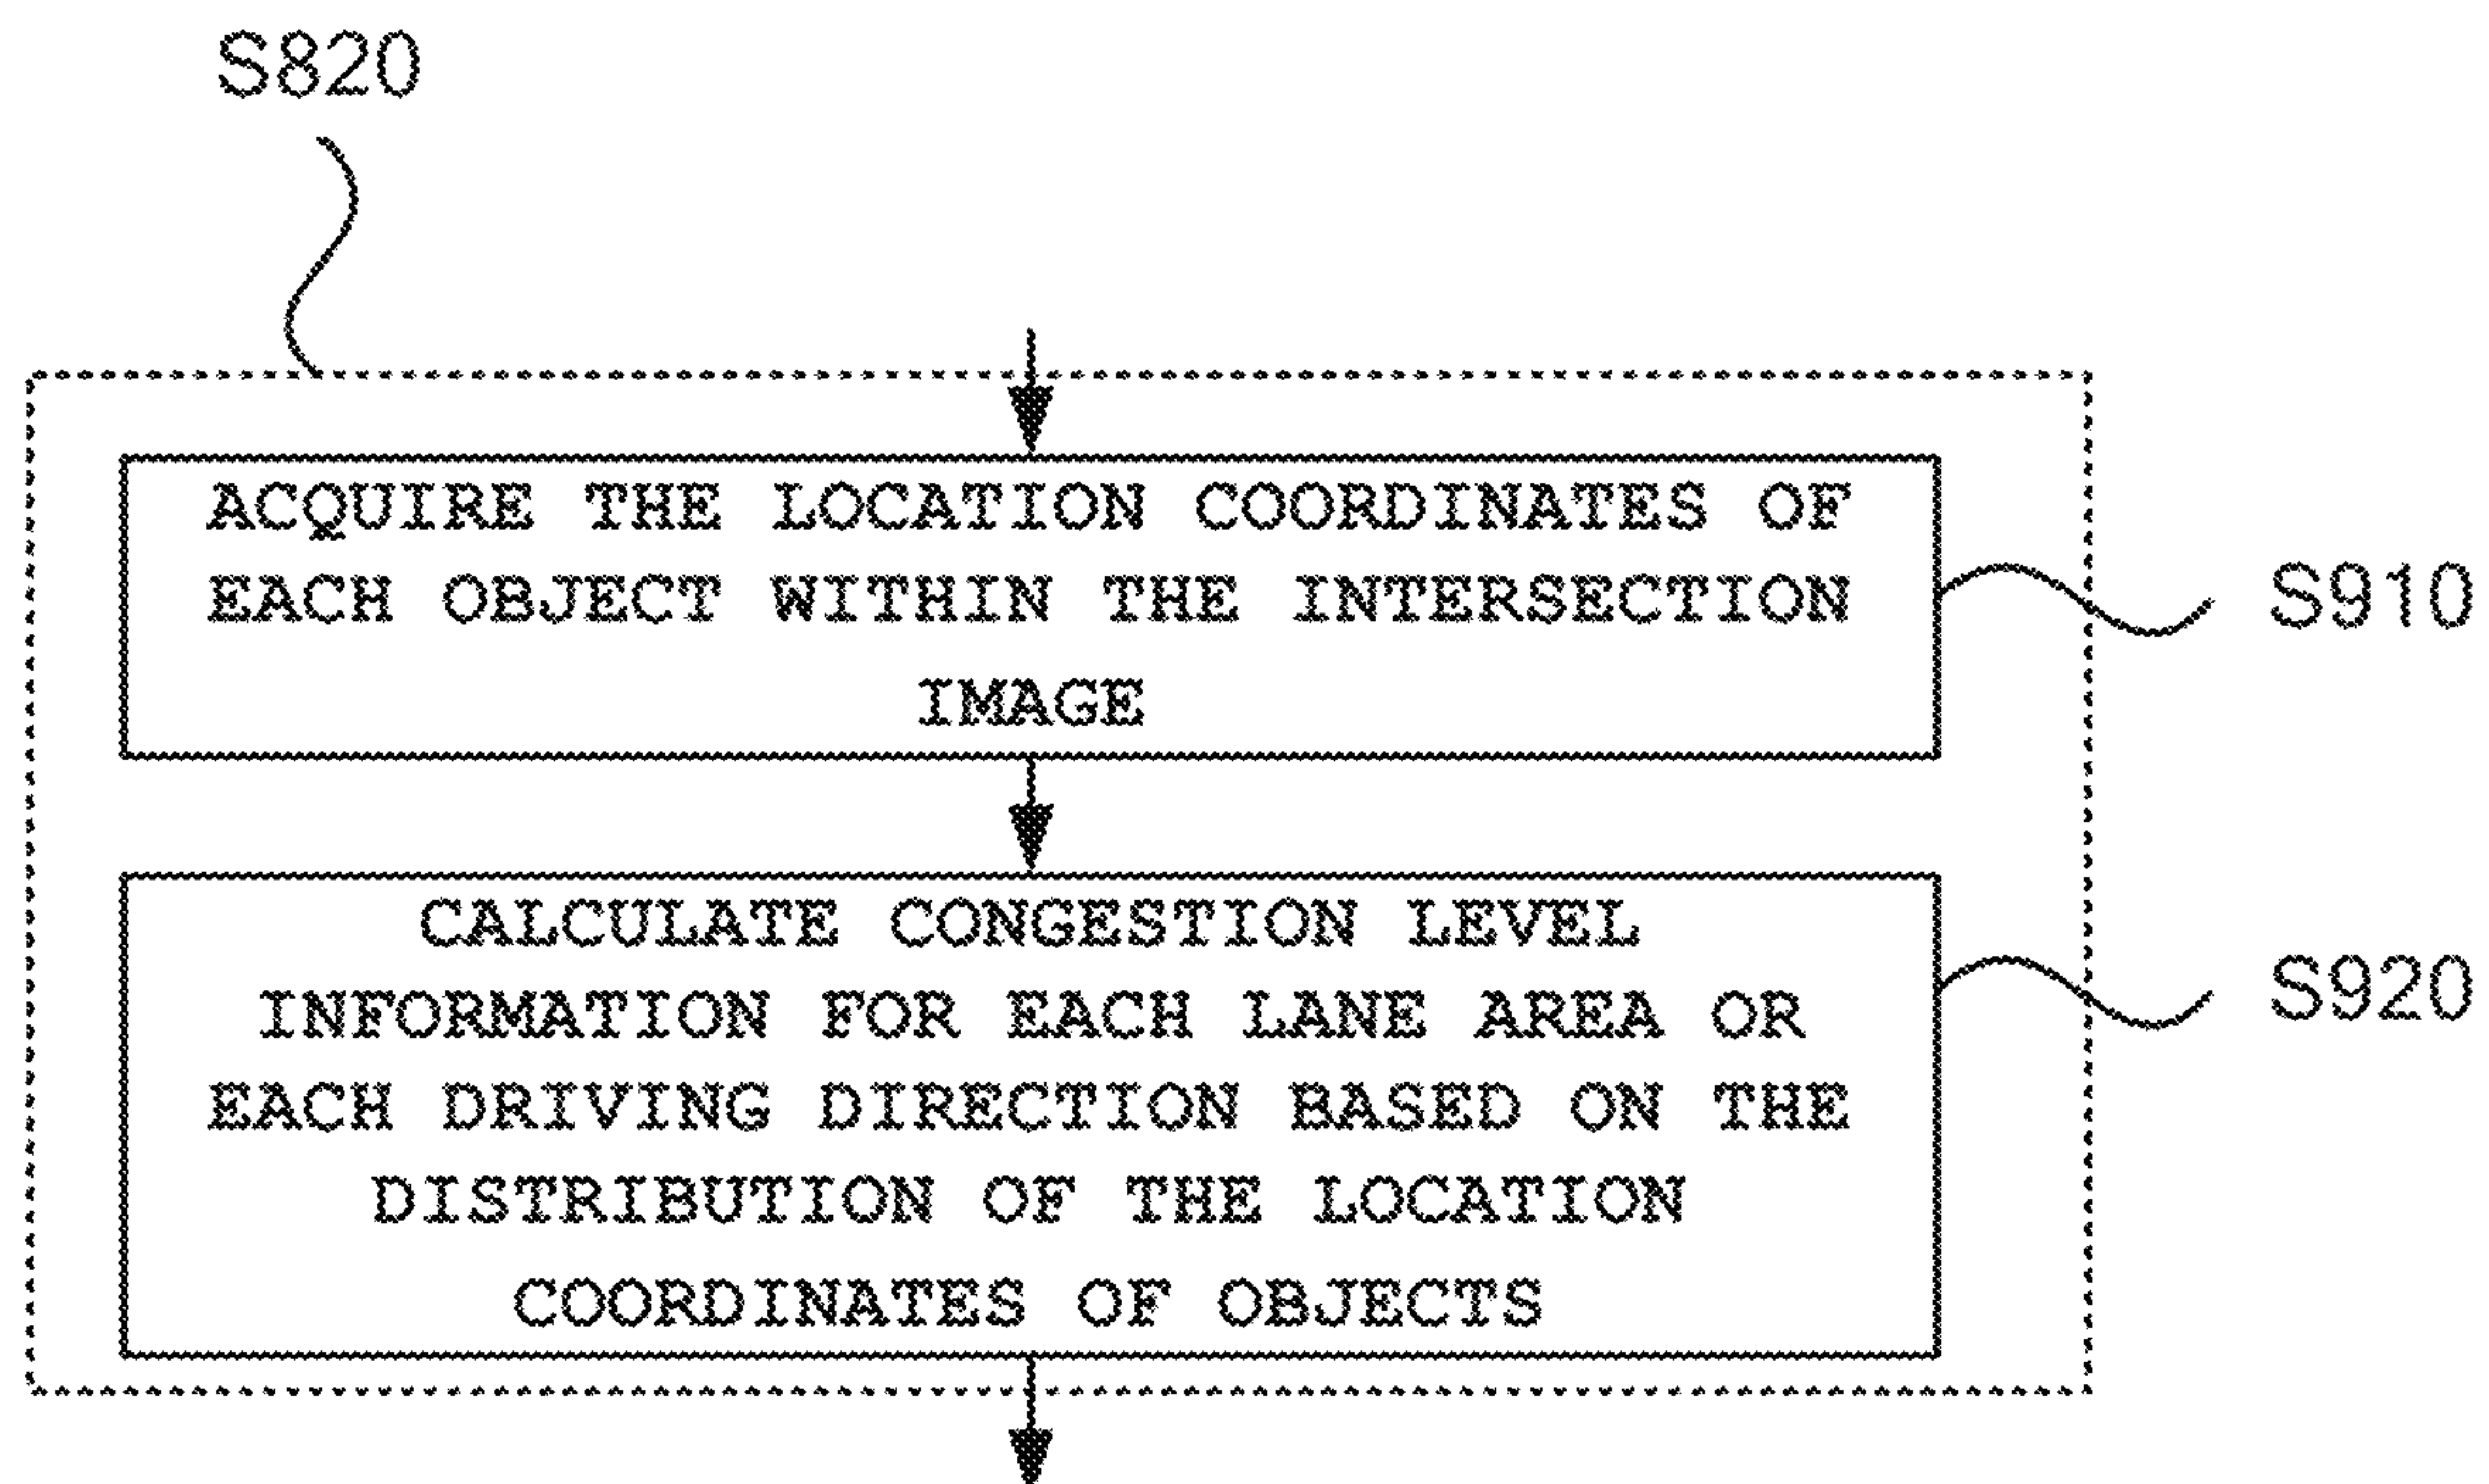 S820
ACQUIRE THE LOCATION COORDINATES OF
EACH OBJECT WITHIN THE INTERSECTION
IMAGE
S910
CALCULATE CONGESTION LEVEL
INFORMATION FOR EACH LANE AREA OR
EACH DRIVING DIRECTION BASED ON THE
DISTRIBUTION OF THE LOCATION
COORDINATES OF OBJECTS
S920